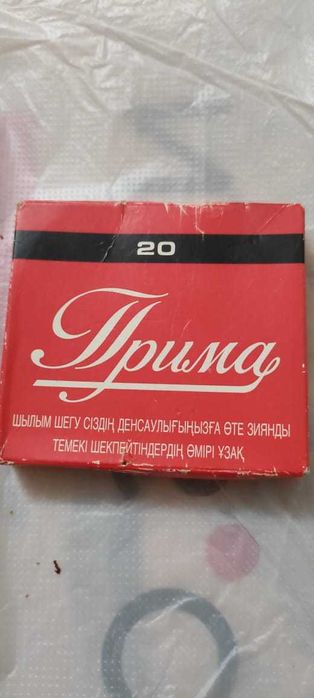 20
Прима
ШЫЛЫМ ШЕГУ СІЗДІҢ ДЕНСАУЛЫҒЫҢЫЗҒА ӨТЕ ЗИЯНДЫ
ТЕМЕКІ ШЕКПЕЙТІНДЕРДІҢ ӨМІРІ ҰЗАҚ